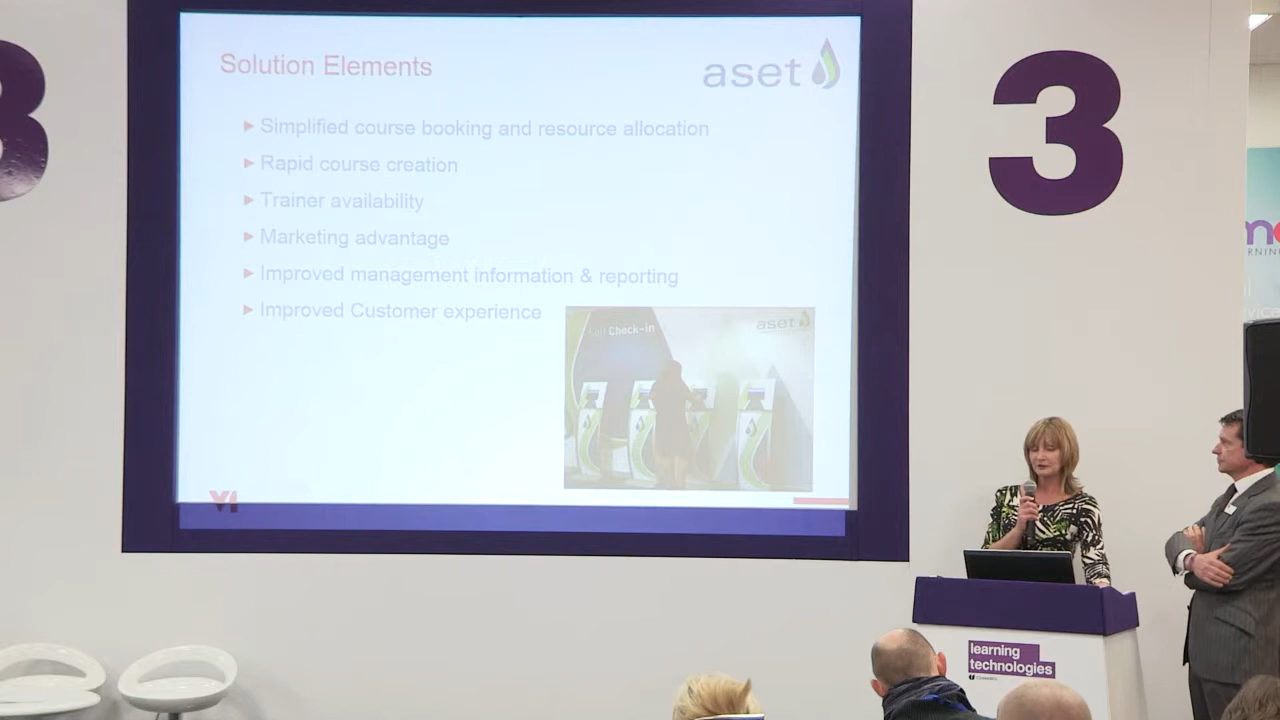 Solution Elements
aset
Simplified course booking and resource allocation
Rapid course creation
Trainer availability
Marketing advantage
Improved management information & reporting
Improved Customer experience
Check-in
aset
3
3
learning
technologies